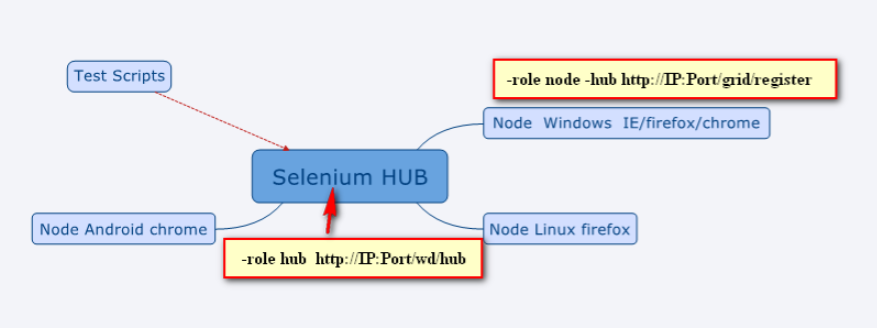 Test Scripts
-role node -hub http://IP:Port/grid/register
Node Windows IE/firefox/chrome
Selenium HUB
Node Android chrome
Node Linux firefox
-role hub http://IP:Port/wd/hub